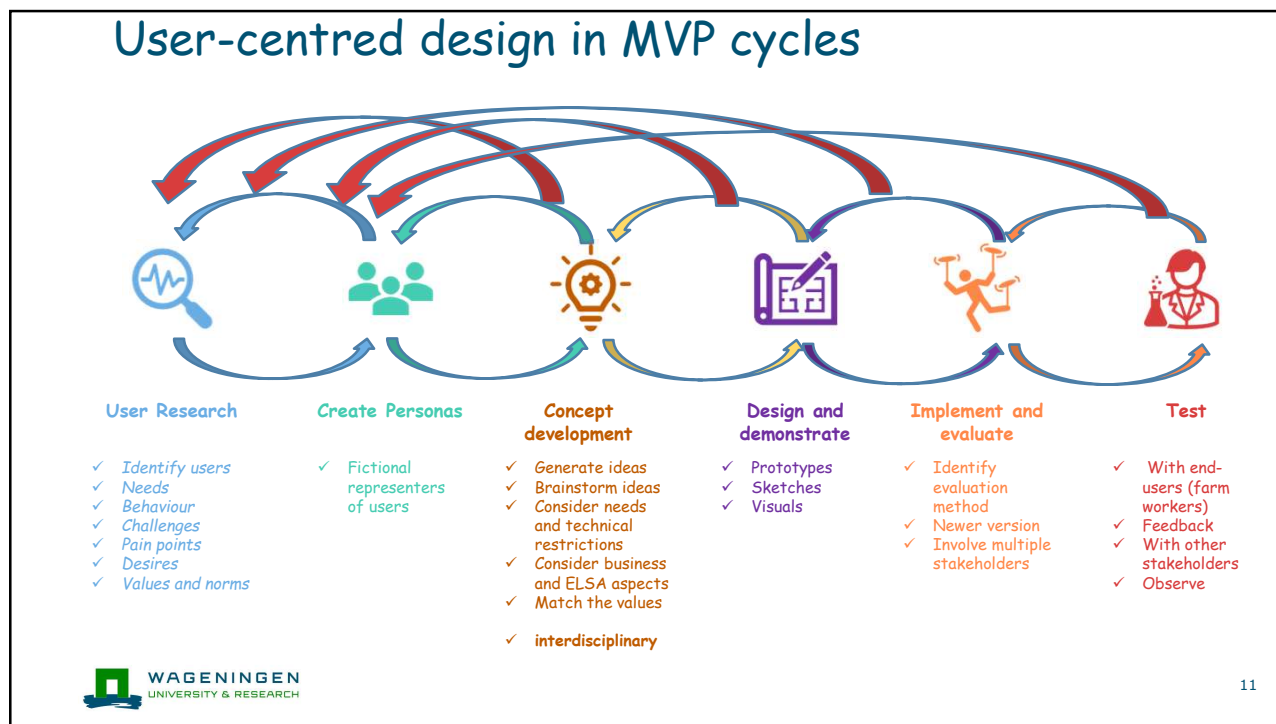 User-centred design in MVP cycles
User Research
✓ Identify users
✓ Needs
✓ Behaviour
✓ Challenges
✓ Pain points
✓ Desires
✓ Values and norms
Create Personas
✓ Fictional
representers
of users
Concept
development
✓ Generate ideas
✓ Brainstorm ideas
✓ Consider needs
and technical
restrictions
✓ Consider business
and ELSA aspects
✓ Match the values
✓ interdisciplinary
Design and
demonstrate
✓ Prototypes
✓ Sketches
✓ Visuals
Implement and
evaluate
✓ Identify
evaluation
method
✓ Newer version
✓ Involve multiple
stakeholders
Test
✓ With end-
users (farm
workers)
✓ Feedback
✓ With other
stakeholders
✓ Observe
WAGENINGEN
UNIVERSITY & RESEARCH
11